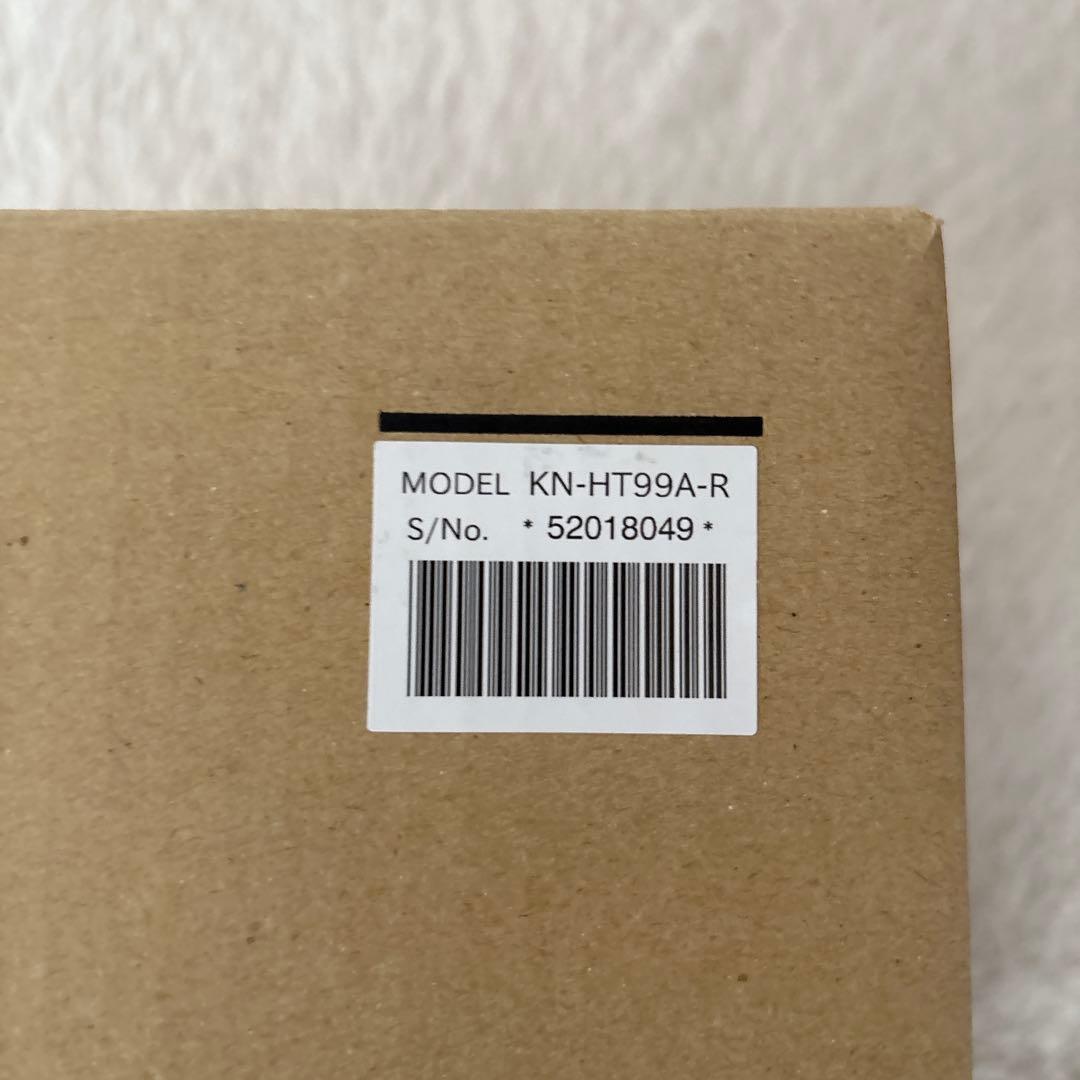 MODEL KN-HT99A-R
S/No. * 52018049 *